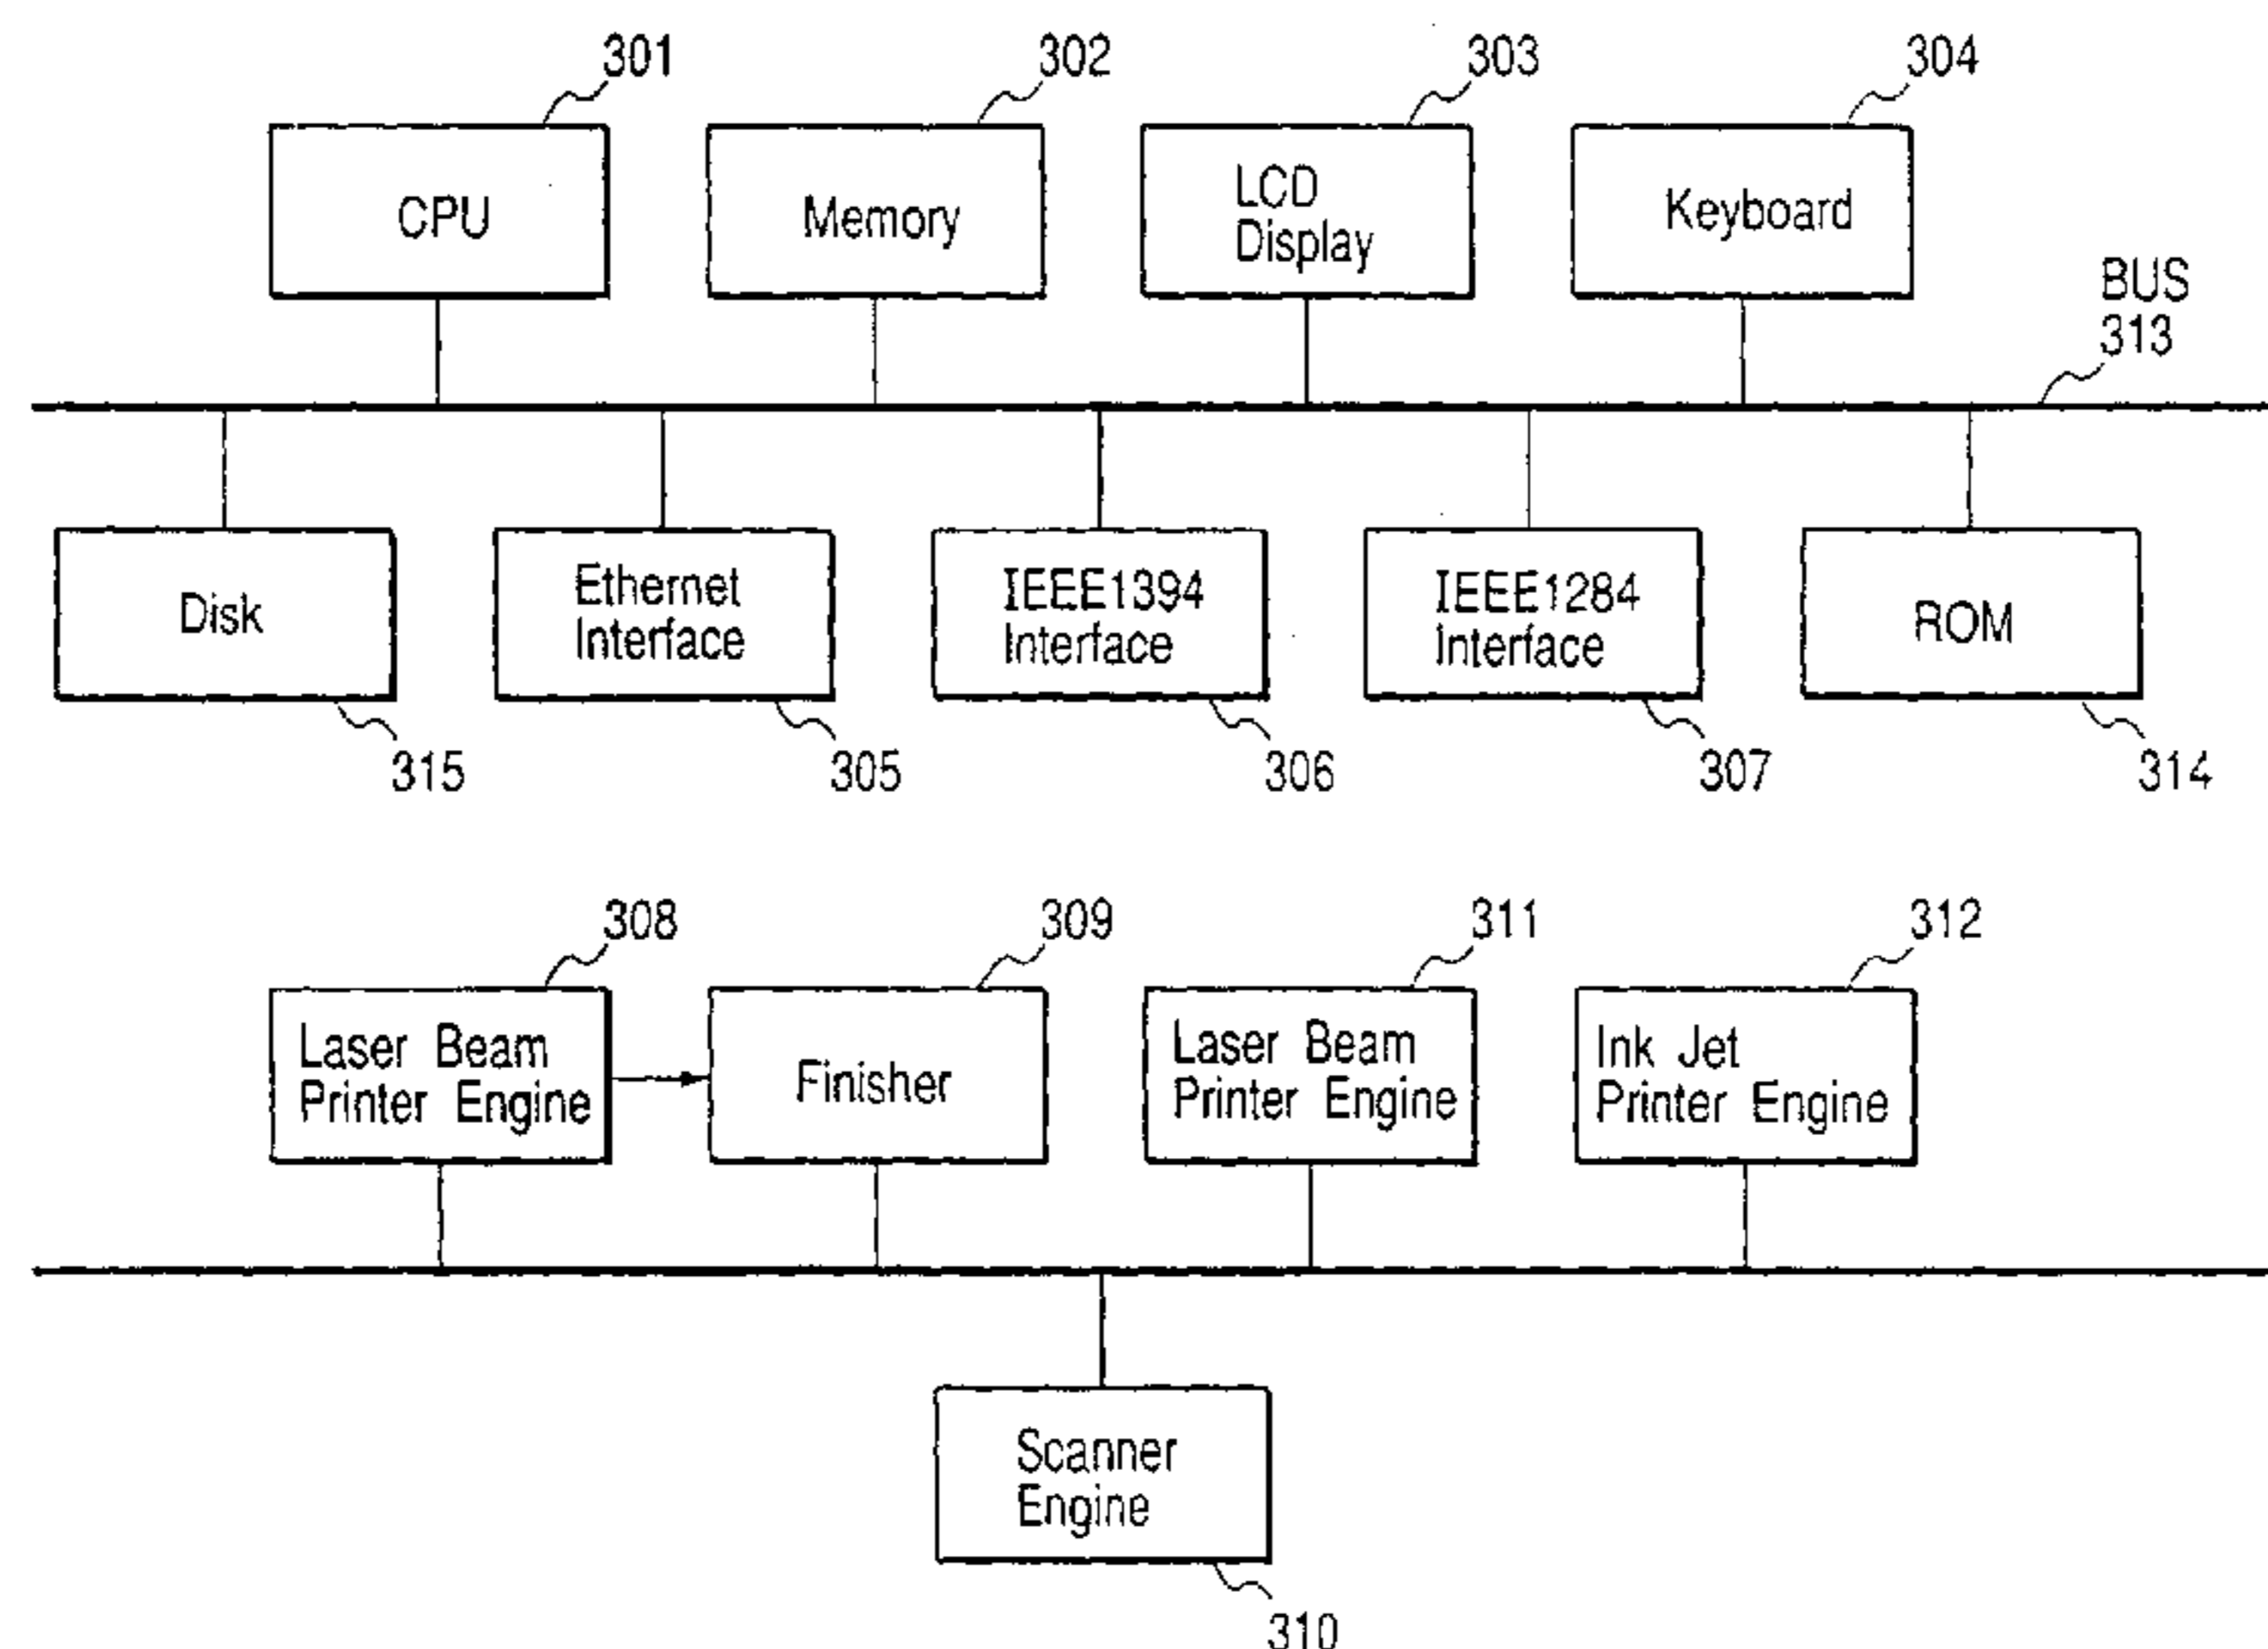 301
302
303
304
CPU
Memory
LCD
Display
Keyboard
BUS
313
Disk
Ethernet
Interface
IEEE1394
Interface
IEEE1284
Interface
ROM
315
305
306
307
314
308
309
311
312
Laser Beam
Printer Engine
Finisher
Laser Beam
Printer Engine
Ink Jet
Printer Engine
Scanner
Engine
310